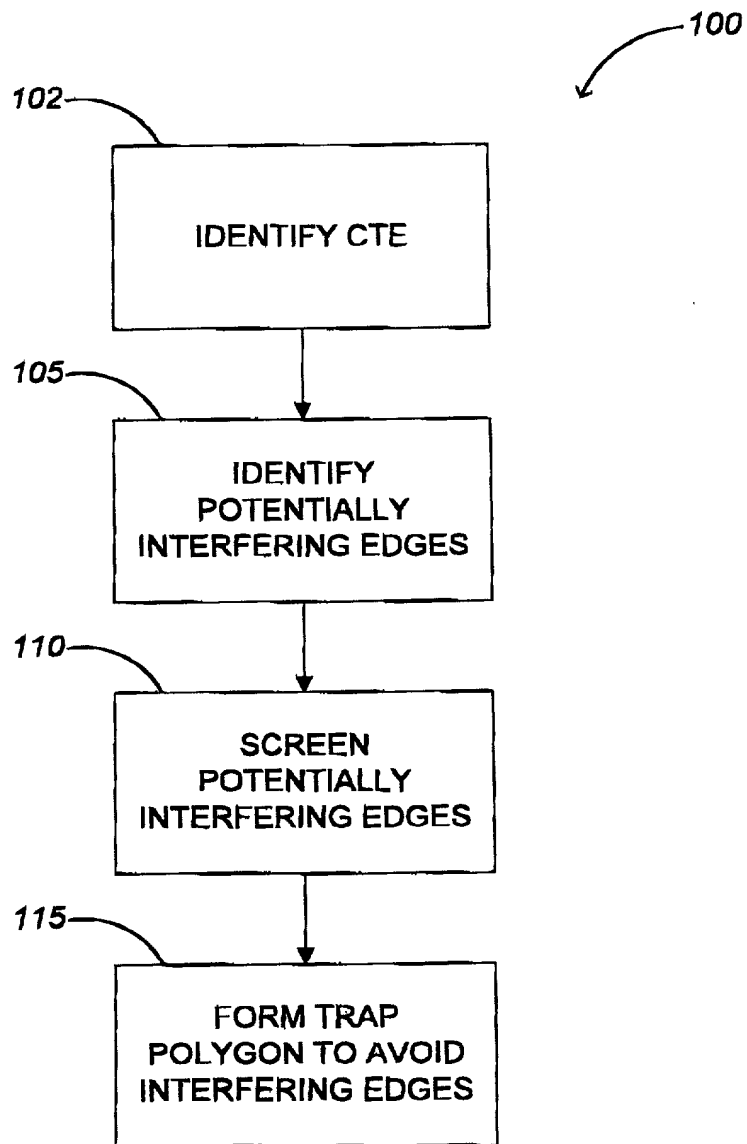 100
102
IDENTIFY CTE
105
IDENTIFY
POTENTIALLY
INTERFERING EDGES
110
SCREEN
POTENTIALLY
INTERFERING EDGES
115
FORM TRAP
POLYGON TO AVOID
INTERFERING EDGES